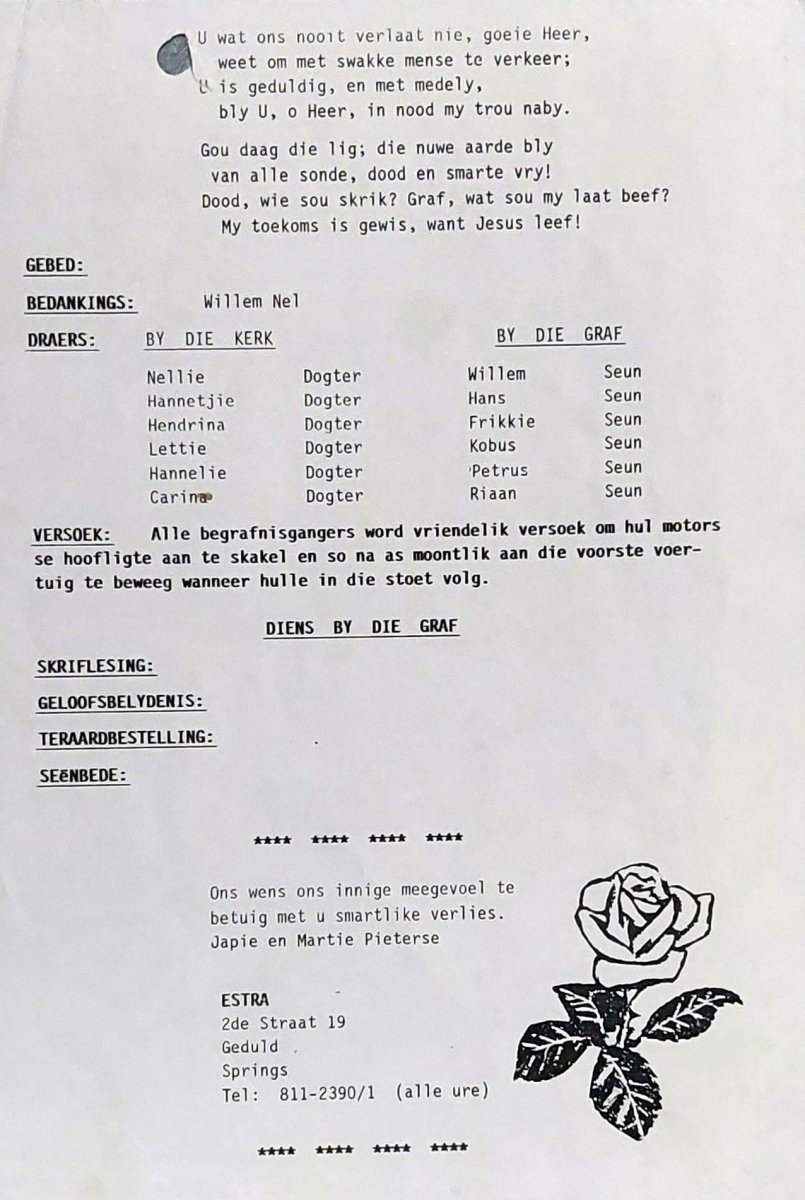 U wat ons nooit verlaat nie, goeie Heer,
weet om met swakke mense te verkeer;
U is geduldig, en met medely,
bly U, o Heer, in nood my trou naby.
Gou daag die lig; die nuwe aarde bly
van alle sonde, dood en smarte vry!
Dood, wie sou skrik? Graf, wat sou my laat beef?
My toekoms is gewis, want Jesus leef!
GEBED:
BEDANKINGS: Willem Nel
DRAERS: BY DIE KERK BY DIE GRAF
Nellie Dogter Willem Seun
Hannetjie Dogter Hans Seun
Hendrina Dogter Frikkie Seun
Lettie Dogter Kobus Seun
Hannelie Dogter Petrus Seun
Carina Dogter Riaan Seun
VERSOEK: Alle begrafnisgangers word vriendelik versoek om hul motors
se hoofligte aan te skakel en so na as moontlik aan die voorste voer-
tuig te beweeg wanneer hulle in die stoet volg.
DIENS BY DIE GRAF
SKRIFLESING:
GELOOFSBELYDENIS:
TERAARDBESTELLING:
SEëNBEDE:
**** **** **** ****
Ons wens ons innige meegevoel te
betuig met u smartlike verlies.
Japie en Martie Pieterse
ESTRA
2de Straat 19
Geduld
Springs
Tel: 811-2390/1 (alle ure)
**** **** **** ****